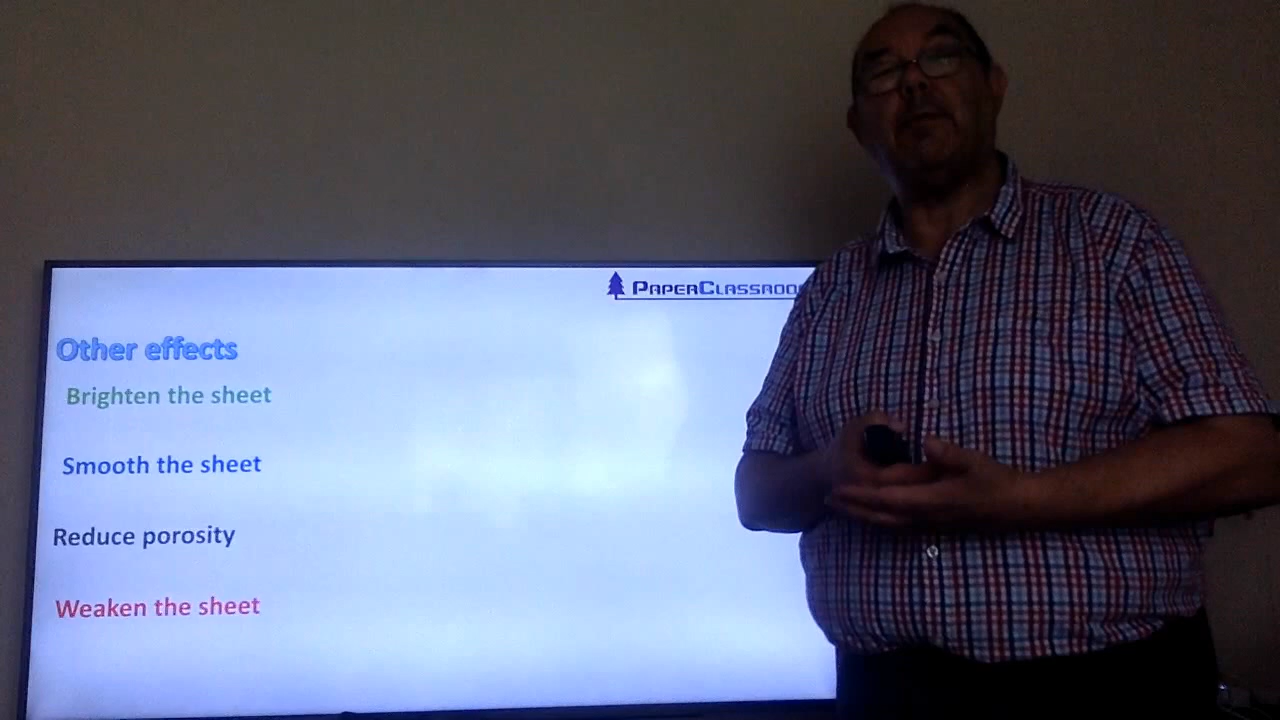 PAPERCLASSROO
Other effects
Brighten the sheet
Smooth the sheet
Reduce porosity
Weaken the sheet